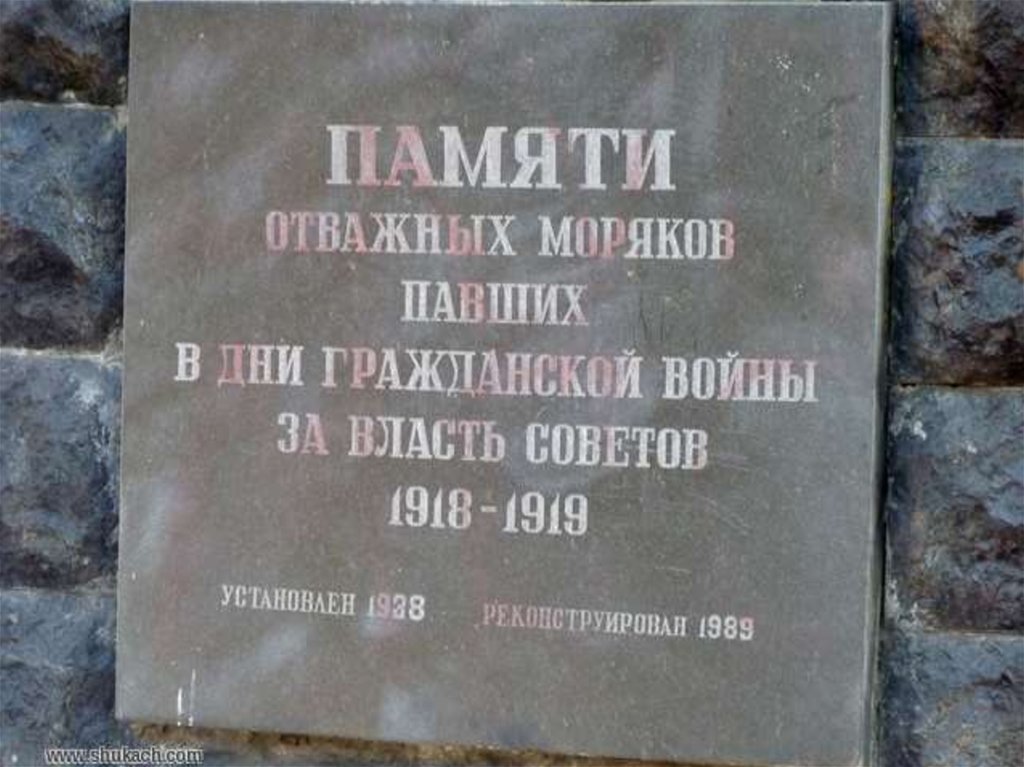 ПАМЯТИ
ОТВАЖНЫХ МОРЯКОВ
ПАВШИХ
В ДНИ ГРАЖДАНСКОЙ ВОЙНЫ
ЗА ВЛАСТЬ СОВЕТОВ
1918-1919
УСТАНОВЛЕН 1938 РЕКОНСТРУИРОВАН 1989
www.shukach.com